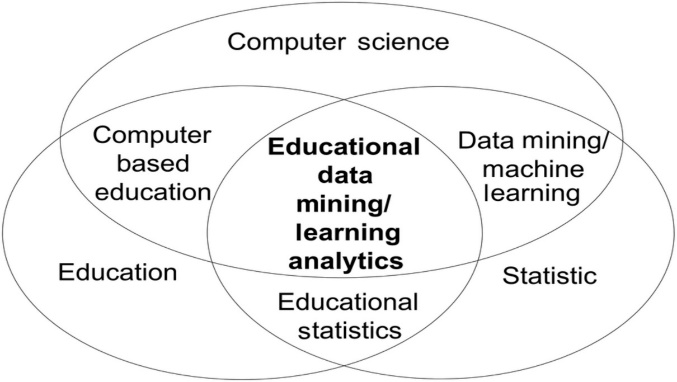 Computer science
Computer
based
education
Educational
data
mining/
learning
analytics
Data mining/
machine
learning
Education
Statistic
Educational
statistics